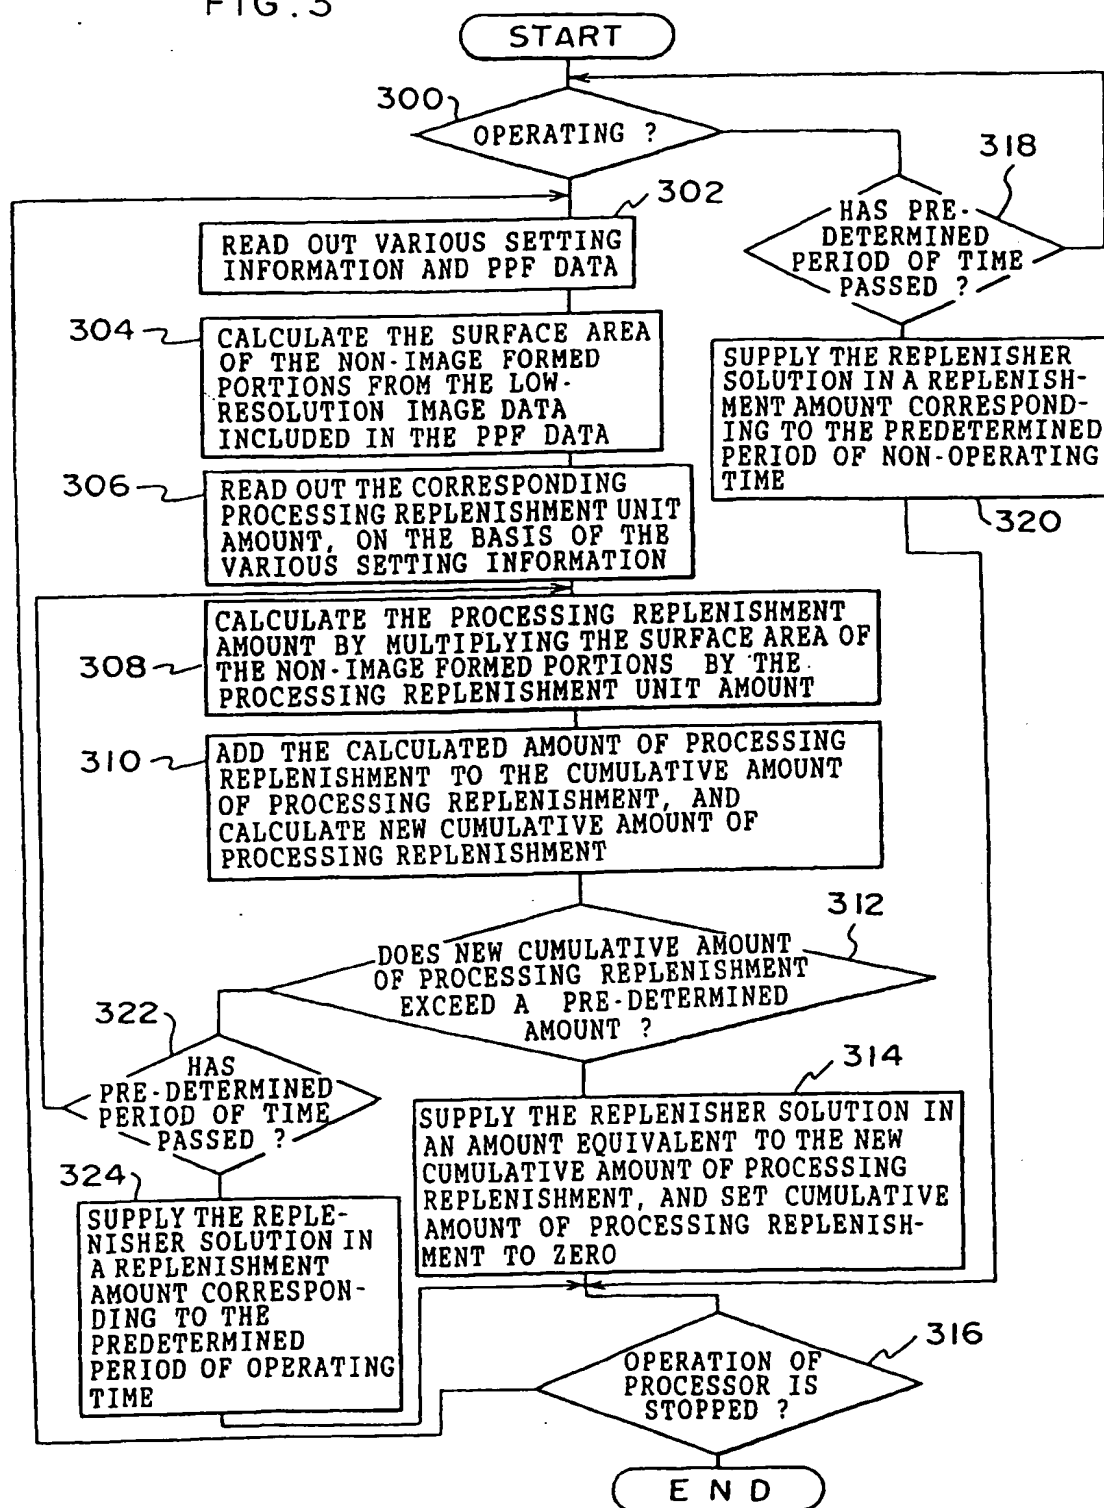 FIG.3
START
300
OPERATING ?
318
HAS PRE-
DETERMINED
PERIOD OF TIME
PASSED ?
302
READ OUT VARIOUS SETTING
INFORMATION AND PPF DATA
304
CALCULATE THE SURFACE AREA
OF THE NON-IMAGE FORMED
PORTIONS FROM THE LOW-
RESOLUTION IMAGE DATA
INCLUDED IN THE PPF DATA
SUPPLY THE REPLENISHER
SOLUTION IN A REPLENISH-
MENT AMOUNT CORRESPOND-
ING TO THE PREDETERMINED
PERIOD OF NON-OPERATING
TIME
320
306
READ OUT THE CORRESPONDING
PROCESSING REPLENISHMENT UNIT
AMOUNT, ON THE BASIS OF THE
VARIOUS SETTING INFORMATION
308
CALCULATE THE PROCESSING REPLENISHMENT
AMOUNT BY MULTIPLYING THE SURFACE AREA OF
THE NON-IMAGE FORMED PORTIONS BY THE
PROCESSING REPLENISHMENT UNIT AMOUNT
310
ADD THE CALCULATED AMOUNT OF PROCESSING
REPLENISHMENT TO THE CUMULATIVE AMOUNT
OF PROCESSING REPLENISHMENT, AND
CALCULATE NEW CUMULATIVE AMOUNT OF
PROCESSING REPLENISHMENT
312
DOES NEW CUMULATIVE AMOUNT
OF PROCESSING REPLENISHMENT
EXCEED A PRE-DETERMINED
AMOUNT ?
322
HAS
PRE-DETERMINED
PERIOD OF TIME
PASSED ?
314
SUPPLY THE REPLENISHER SOLUTION IN
AN AMOUNT EQUIVALENT TO THE NEW
CUMULATIVE AMOUNT OF PROCESSING
REPLENISHMENT, AND SET CUMULATIVE
AMOUNT OF PROCESSING REPLENISH-
MENT TO ZERO
324
SUPPLY THE REPLE-
NISHER SOLUTION IN
A REPLENISHMENT
AMOUNT CORRESPON-
DING TO THE
PREDETERMINED
PERIOD OF OPERATING
TIME
316
OPERATION OF
PROCESSOR IS
STOPPED ?
END